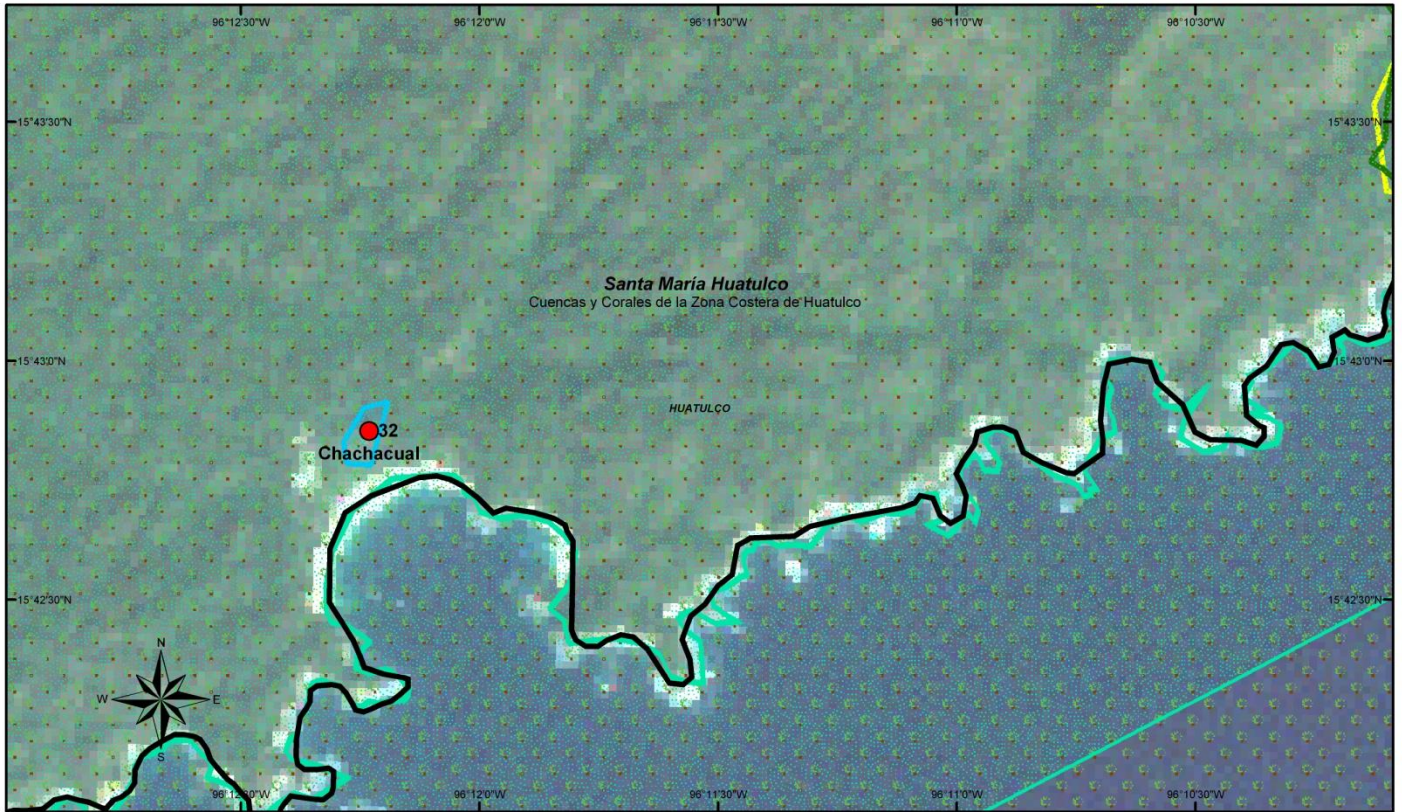 96°12'30"W 96°12'0"W 96°11'30"W 96°11'0"W 96°10'30"W
15°43'30"N 15°43'30"N
Santa María Huatulco
Cuencas y Corales de la Zona Costera de Huatulco
15°43'0"N 15°43'0"N
HUATULCO
32
Chachacual
15°42'30"N 15°42'30"N
N
W E
S
96°12'30"W 96°12'0"W 96°11'30"W 96°11'0"W 96°10'30"W